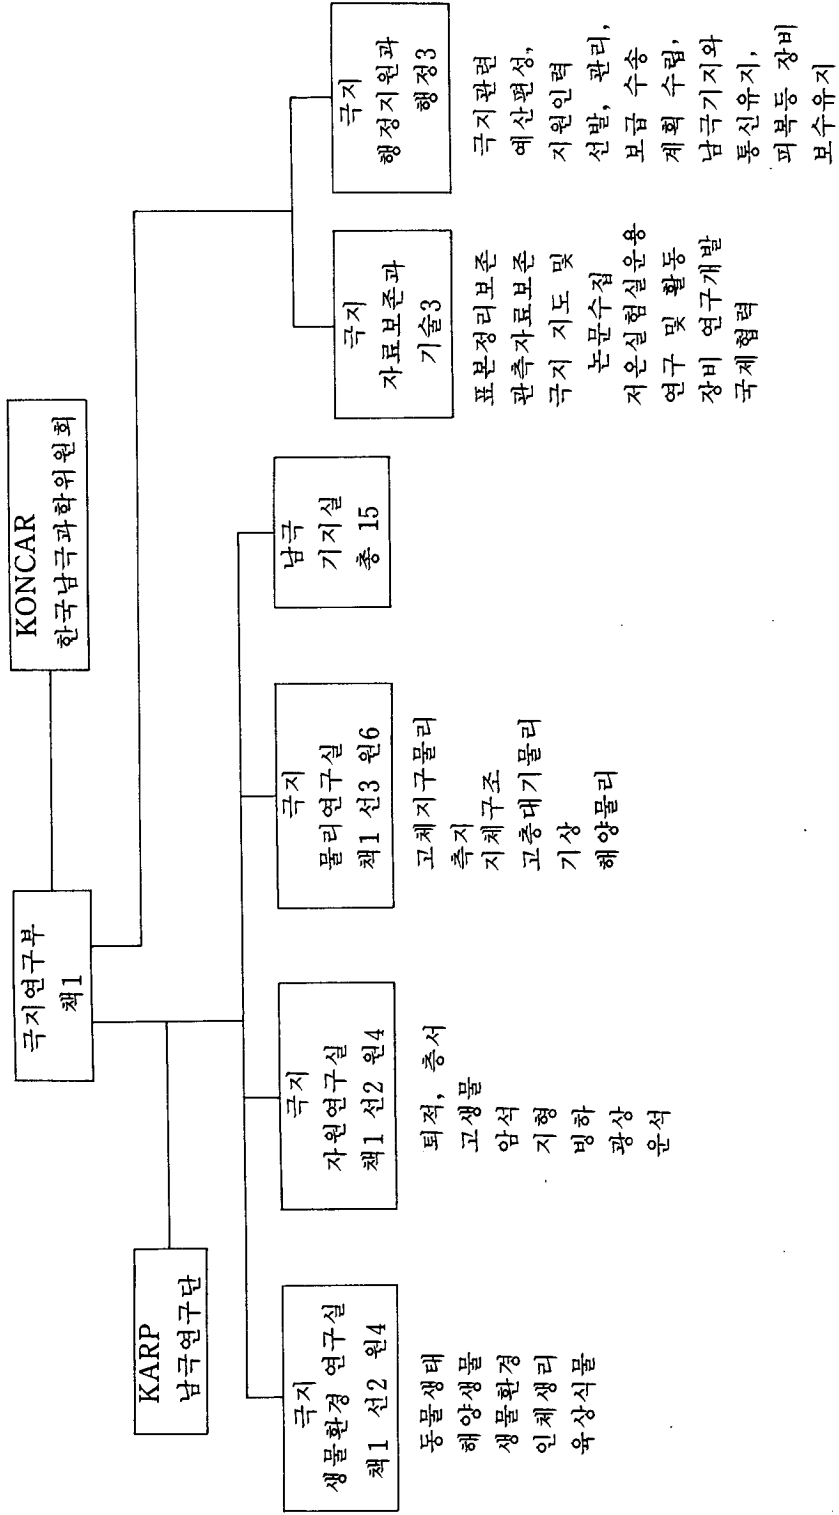 KONCAR
한국남극과학위원회
극지연구부
책1
KARP
남극연구단
극지
생물환경 연구실
책1 선2 원4
동물생태
해양생물
생물환경
인체생리
육상식물
극지
자원연구실
책1 선2 원4
퇴적, 층서
고생물
암석
지형
빙하
광상
운석
극지
물리연구실
책1 선3 원6
고체지구물리
측지
지체구조
고층대기물리
기상
해양물리
남극
기지실
총 15
극지
자료보존과
기술3
표본정리보존
관측자료보존
극지 지도 및
논문수집
저온실험실운용
연구 및 활동
장비 연구개발
국제협력
극지
행정지원과
행정3
극지관련
예산편성,
지원인력
선발, 관리,
보급 수송
계획 수립,
남극기지와
통신유지,
피복등 장비
보수유지